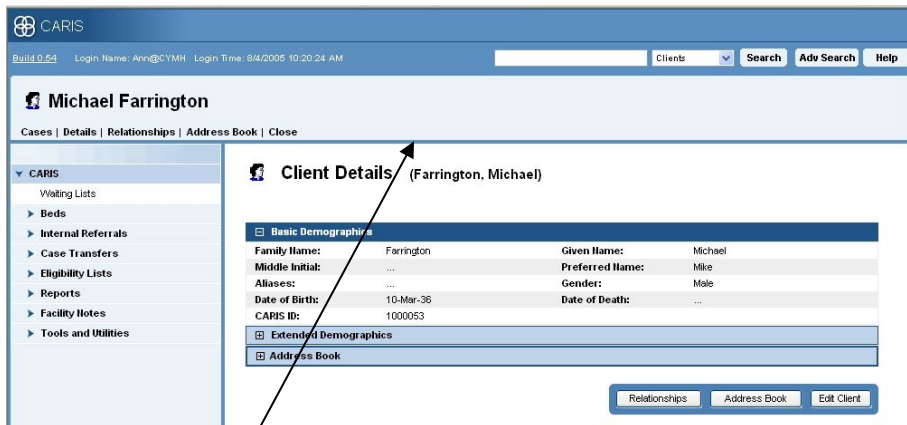 CARIS
Build 0.54 Login Name: Ann@CYMH Login Time: 8/4/2005 10:20:24 AM Clients Search Adv Search Help
Michael Farrington
Cases | Details | Relationships | Address Book | Close
CARIS
Waiting Lists
Beds
Internal Referrals
Case Transfers
Eligibility Lists
Reports
Facility Notes
Tools and Utilities
Client Details (Farrington, Michael)
Basic Demographics
Family Name: Farrington Given Name: Michael
Middle Initial: ... Preferred Name: Mike
Aliases: ... Gender: Male
Date of Birth: 10-Mar-36 Date of Death: ...
CARIS ID: 1000053
Extended Demographics
Address Book
Relationships Address Book Edit Client